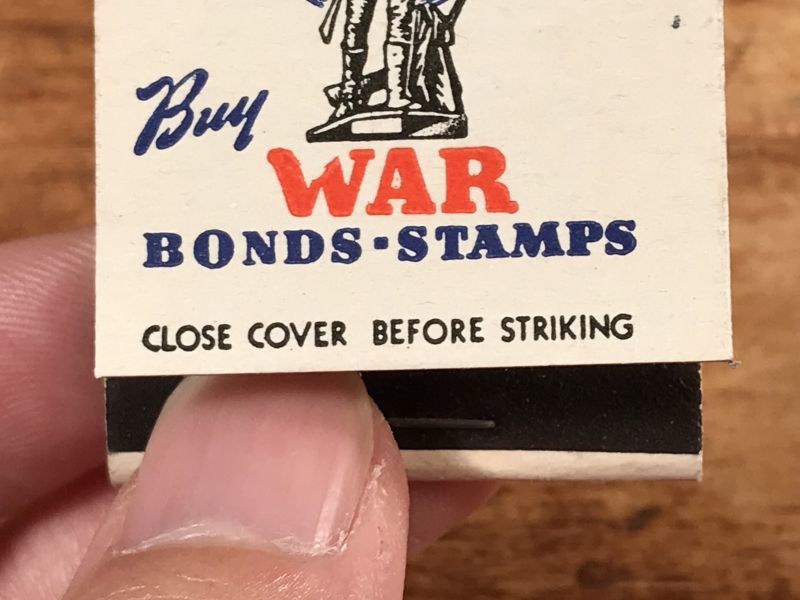 Buy
WAR
BONDS-STAMPS
CLOSE COVER BEFORE STRIKING